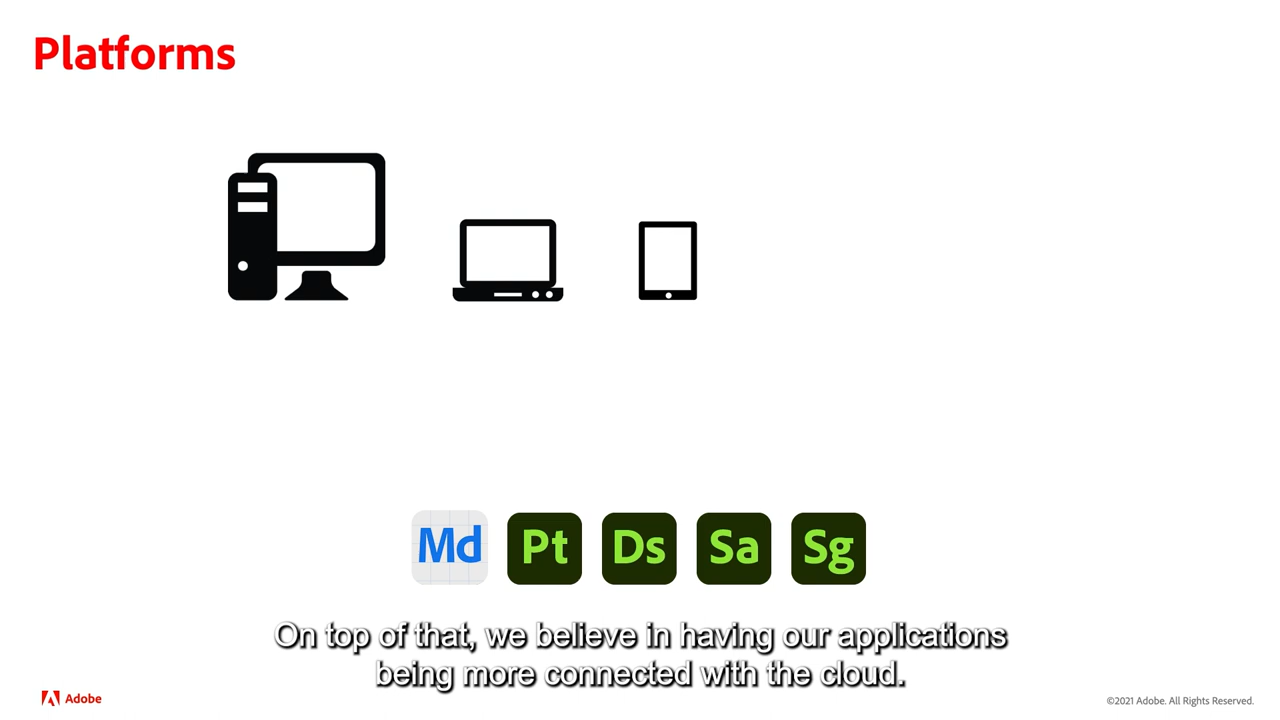 Platforms
Md Pt Ds Sa Sg
On top of that, we believe in having our applications
being more connected with the cloud.
Adobe
©2021 Adobe. All Rights Reserved.